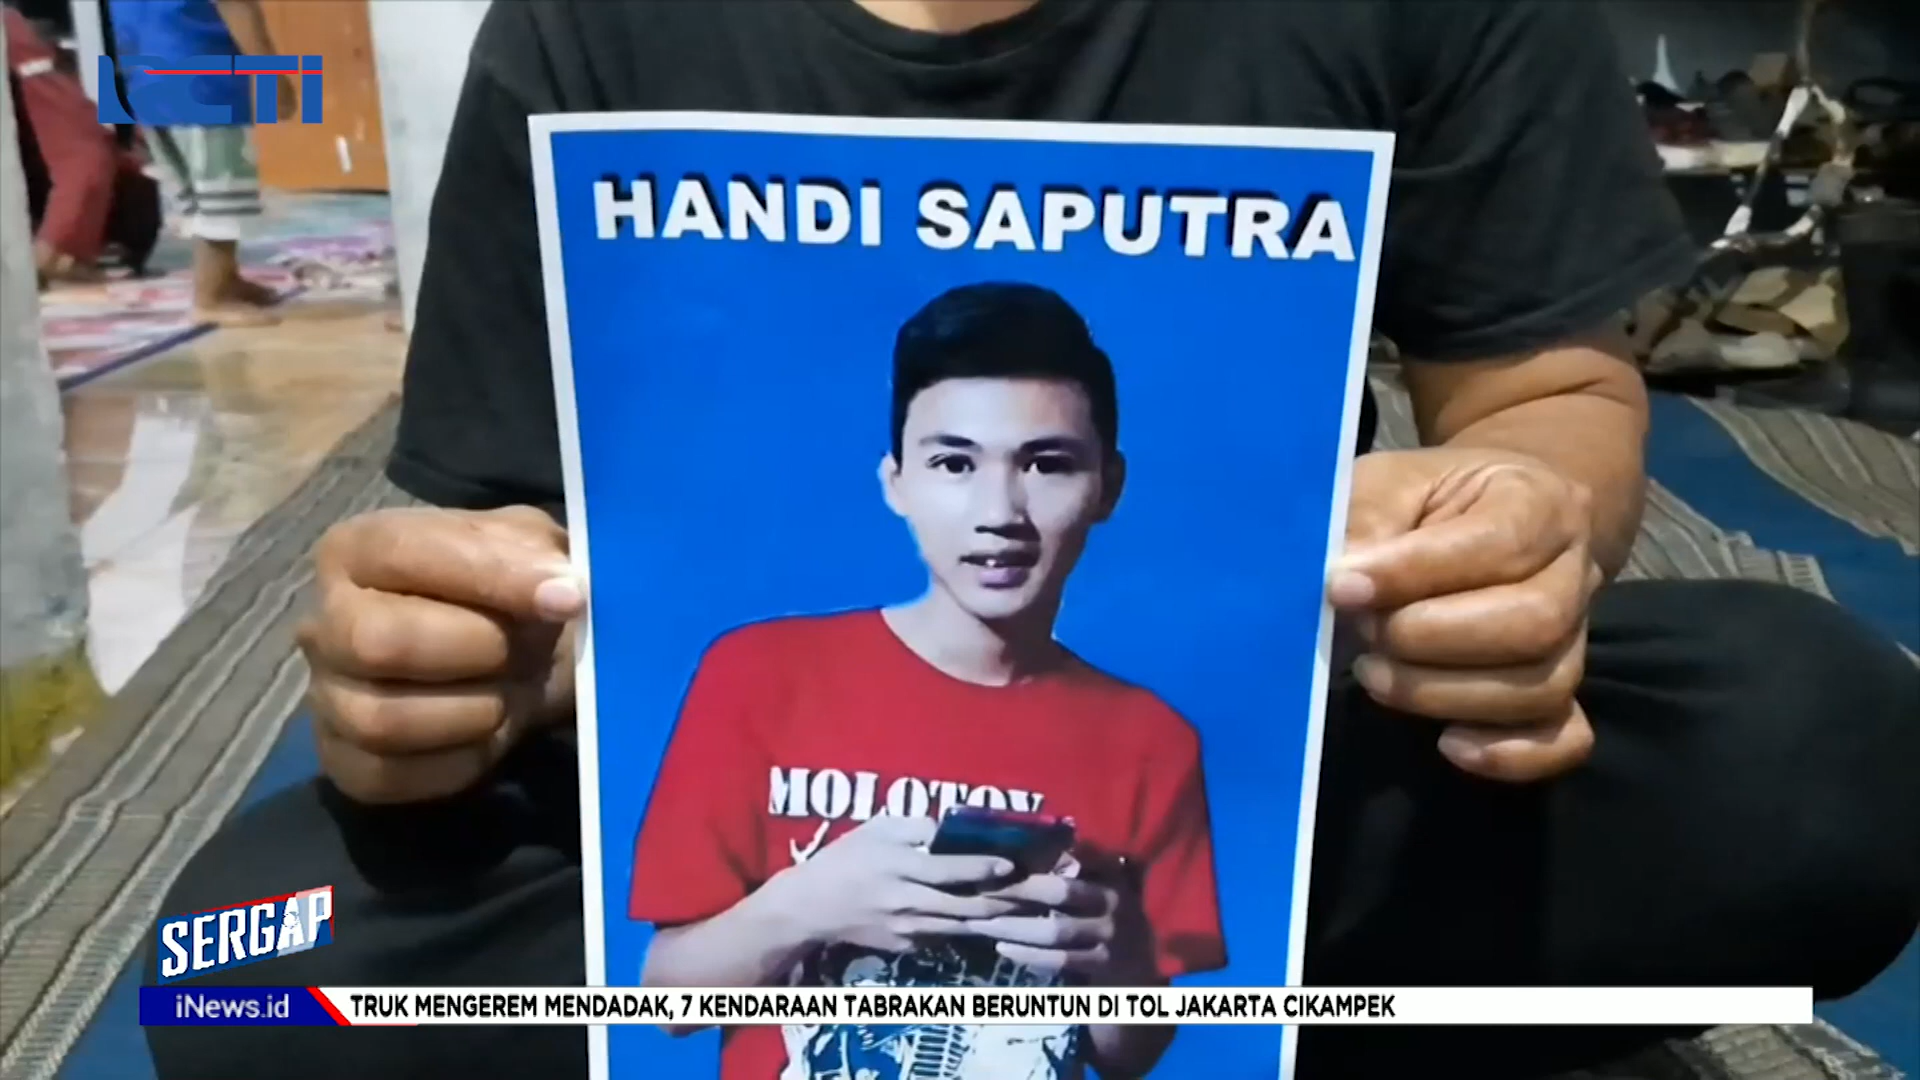 RCTI
HANDI SAPUTRA
MOLOTOV
SERGAP
iNews.id
TRUK MENGEREM MENDADAK, 7 KENDARAAN TABRAKAN BERUNTUN DI TOL JAKARTA CIKAMPEK